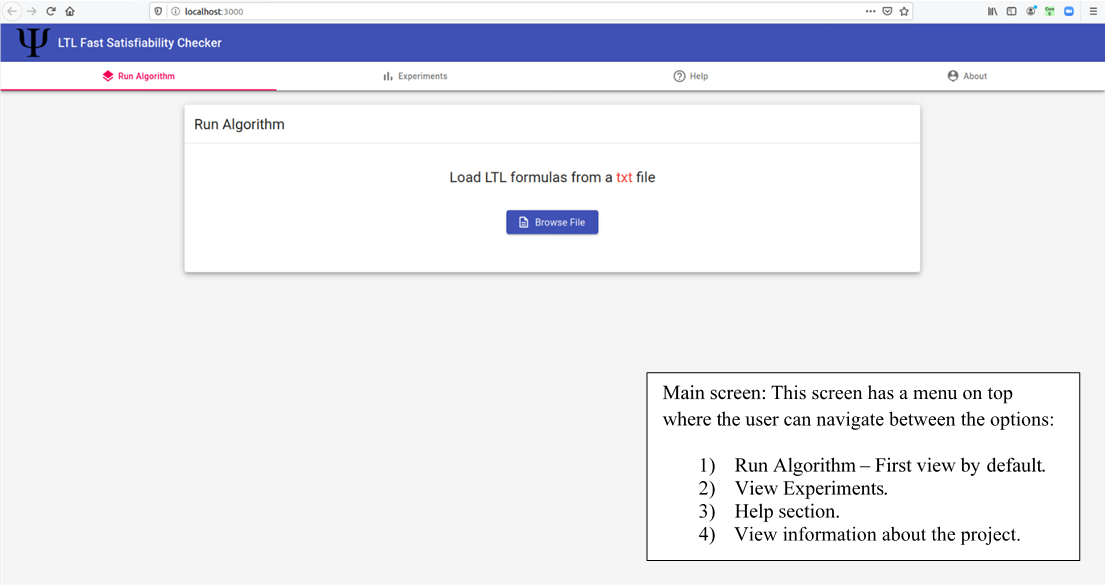 localhost:3000
Ψ LTL Fast Satisfiability Checker
Run Algorithm Experiments Help About
Run Algorithm
Load LTL formulas from a txt file
Browse File
Main screen: This screen has a menu on top
where the user can navigate between the options:
1) Run Algorithm – First view by default.
2) View Experiments.
3) Help section.
4) View information about the project.